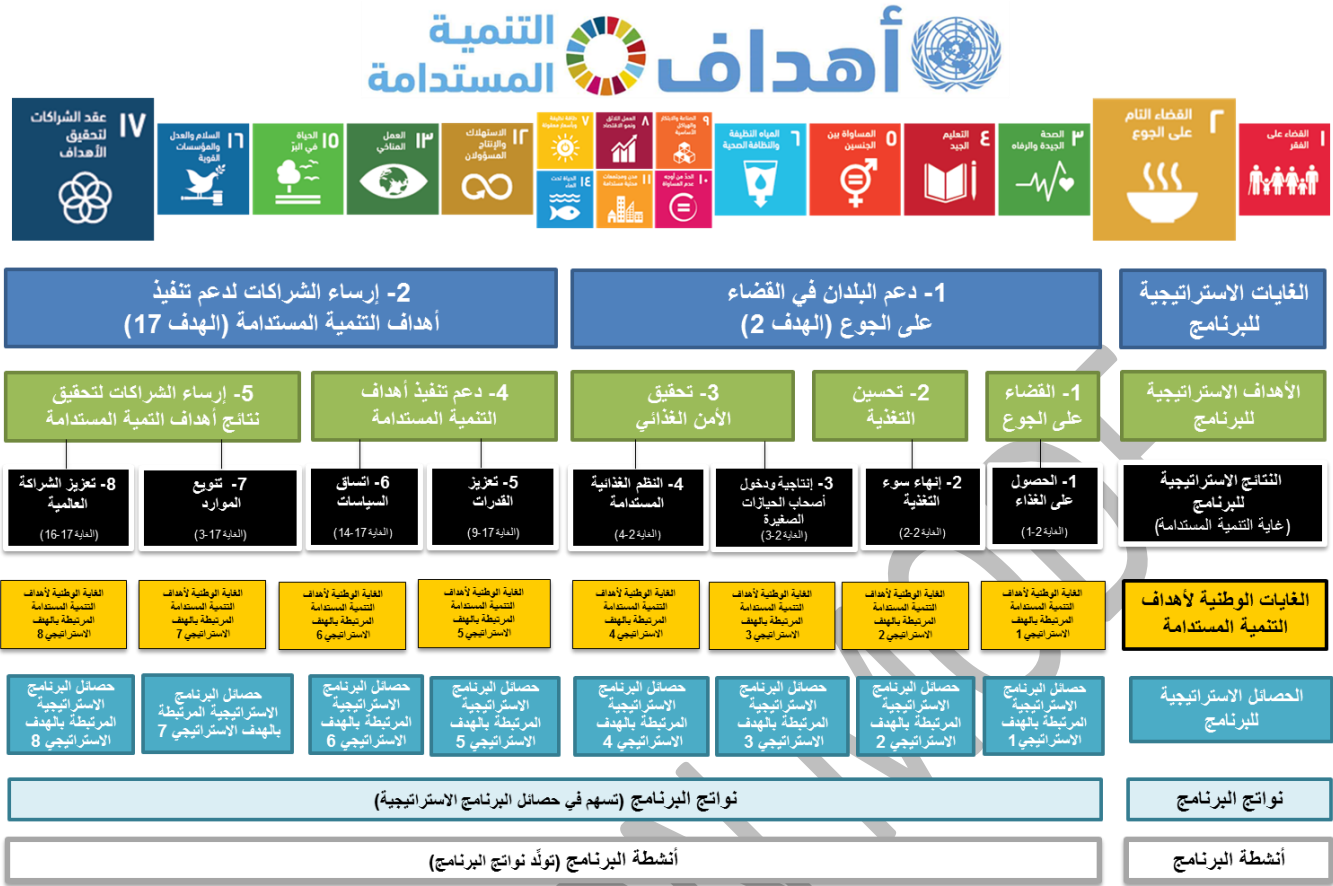 أهداف
التنمية
المستدامة
١ القضاء على
الفقر
٢ القضاء التام
على الجوع
٣ الصحة
الجيدة والرفاه
٤ التعليم
الجيد
٥ المساواة بين
الجنسين
٦ المياه النظيفة
والنظافة الصحية
٩ الصناعة والابتكار
والهياكل
الأساسية
٨ العمل اللائق
ونمو الاقتصاد
٧ طاقة نظيفة
وبأسعار معقولة
١٠ الحد من أوجه
عدم المساواة
١١ مدن ومجتمعات
محلية مستدامة
١٤ الحياة تحت
الماء
١٢ الاستهلاك
والإنتاج
المسؤولان
١٣ العمل
المناخي
١٥ الحياة
في البرّ
١٦ السلام والعدل
والمؤسسات
القوية
١٧ عقد الشراكات
لتحقيق
الأهداف
الغايات الاستراتيجية
للبرنامج
1- دعم البلدان في القضاء
على الجوع (الهدف 2)
2- إرساء الشراكات لدعم تنفيذ
أهداف التنمية المستدامة (الهدف 17)
الأهداف الاستراتيجية
للبرنامج
1- القضاء
على الجوع
2- تحسين
التغذية
3- تحقيق
الأمن الغذائي
4- دعم تنفيذ أهداف
التنمية المستدامة
5- إرساء الشراكات لتحقيق
نتائج أهداف التمية المستدامة
النتائج الاستراتيجية
للبرنامج
(غاية التنمية المستدامة)
1- الحصول
على الغذاء
(الغاية 2-1)
2- إنهاء سوء
التغذية
(الغاية 2-2)
3- إنتاجية ودخول
أصحاب الحيازات
الصغيرة
(الغاية 2-3)
4- النظم الغذائية
المستدامة
(الغاية 2-4)
5- تعزيز
القدرات
(الغاية 17-9)
6- اتساق
السياسات
(الغاية 17-14)
7- تنويع
الموارد
(الغاية 17-3)
8- تعزيز الشراكة
العالمية
(الغاية 17-16)
الغايات الوطنية لأهداف
التنمية المستدامة
الغاية الوطنية لأهداف
التنمية المستدامة
المرتبطة بالهدف
الاستراتيجي 1
الغاية الوطنية لأهداف
التنمية المستدامة
المرتبطة بالهدف
الاستراتيجي 2
الغاية الوطنية لأهداف
التنمية المستدامة
المرتبطة بالهدف
الاستراتيجي 3
الغاية الوطنية لأهداف
التنمية المستدامة
المرتبطة بالهدف
الاستراتيجي 4
الغاية الوطنية لأهداف
التنمية المستدامة
المرتبطة بالهدف
الاستراتيجي 5
الغاية الوطنية لأهداف
التنمية المستدامة
المرتبطة بالهدف
الاستراتيجي 6
الغاية الوطنية لأهداف
التنمية المستدامة
المرتبطة بالهدف
الاستراتيجي 7
الغاية الوطنية لأهداف
التنمية المستدامة
المرتبطة بالهدف
الاستراتيجي 8
الحصائل الاستراتيجية
للبرنامج
حصائل البرنامج
الاستراتيجية
المرتبطة بالهدف
الاستراتيجي 1
حصائل البرنامج
الاستراتيجية
المرتبطة بالهدف
الاستراتيجي 2
حصائل البرنامج
الاستراتيجية
المرتبطة بالهدف
الاستراتيجي 3
حصائل البرنامج
الاستراتيجية
المرتبطة بالهدف
الاستراتيجي 4
حصائل البرنامج
الاستراتيجية
المرتبطة بالهدف
الاستراتيجي 5
حصائل البرنامج
الاستراتيجية
المرتبطة بالهدف
الاستراتيجي 6
حصائل البرنامج
الاستراتيجية المرتبطة
بالهدف الاستراتيجي 7
حصائل البرنامج
الاستراتيجية
المرتبطة بالهدف
الاستراتيجي 8
نواتج البرنامج
نواتج البرنامج (تسهم في حصائل البرنامج الاستراتيجية)
أنشطة البرنامج
أنشطة البرنامج (تولّد نواتج البرنامج)